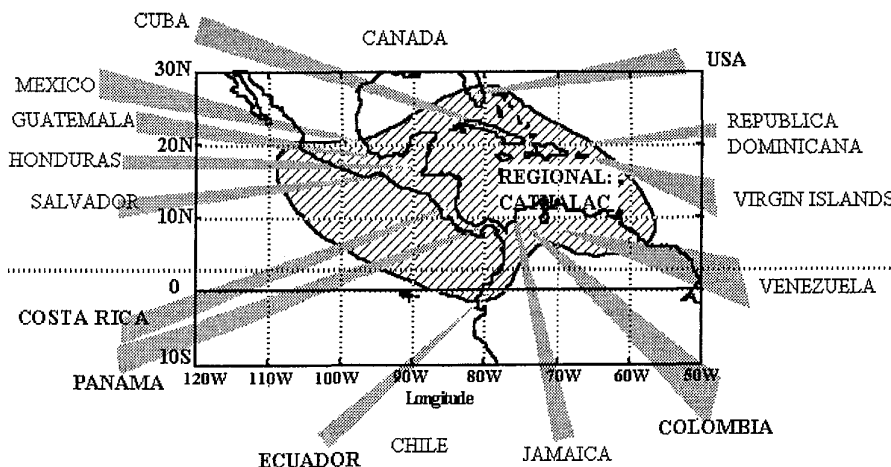 CUBA
CANADA
USA
30N
MEXICO
GUATEMALA
20N
REPUBLICA
DOMINICANA
HONDURAS
REGIONAL:
CATHALAC
VIRGIN ISLANDS
SALVADOR
10N
0
VENEZUELA
COSTA RICA
10S
PANAMA
120W 110W 100W 90W 80W 70W 60W 50W
Longitude
COLOMBIA
ECUADOR
CHILE
JAMAICA